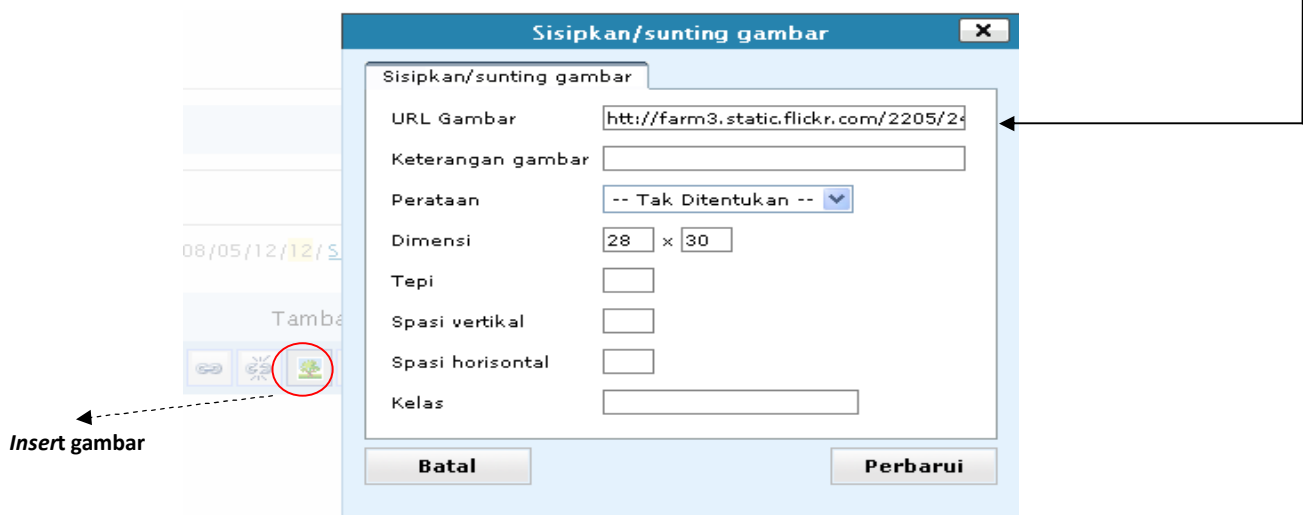 Sisipkan/sunting gambar
Sisipkan/sunting gambar
URL Gambar htt://farm3.static.flickr.com/2205/24
Keterangan gambar
Perataan -- Tak Ditentukan --
Dimensi 28 x 30
08/05/12/12/ S
Tepi
Tamba
Spasi vertikal
Spasi horisontal
Kelas
Insert gambar
Batal Perbarui